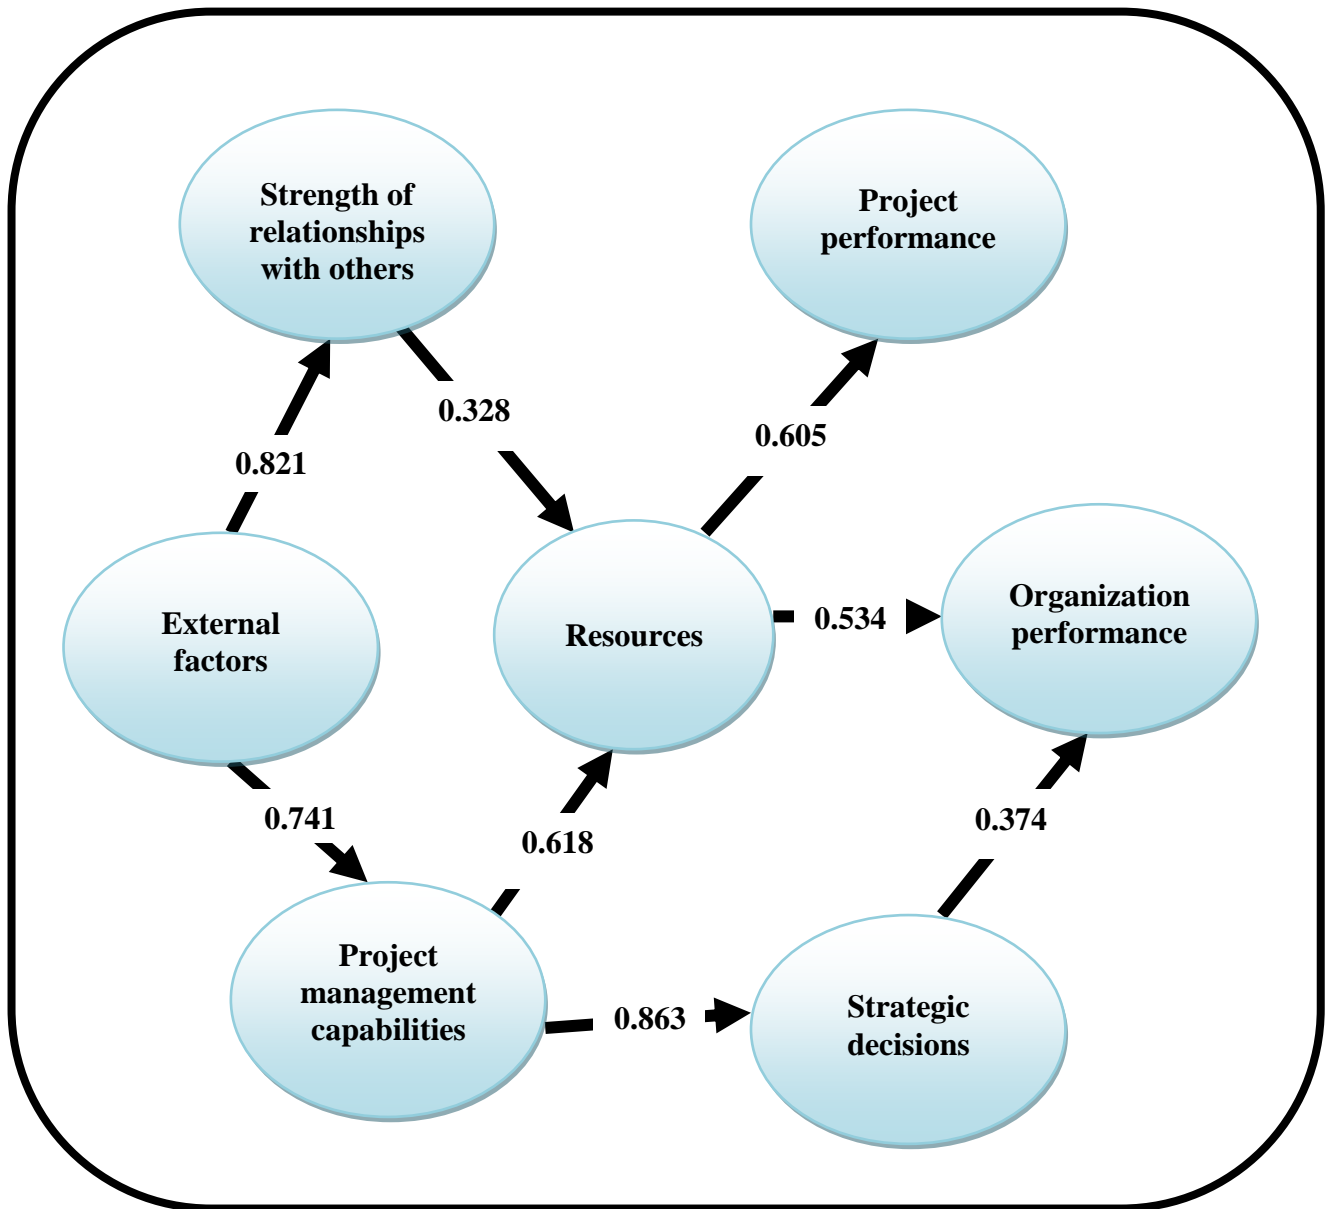 Strength of
relationships
with others
Project
performance
0.328
0.605
0.821
External
factors
Resources
0.534
Organization
performance
0.741
0.618
0.374
Project
management
capabilities
0.863
Strategic
decisions